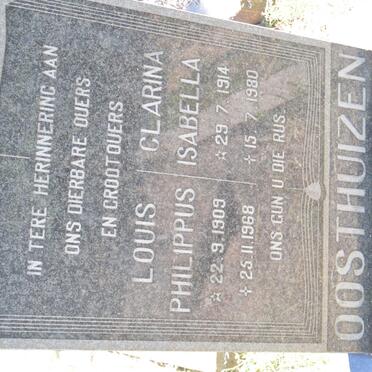 IN TERE HERINNERING AAN
ONS DIERBARE OUERS
EN GROOTOUERS
LOUIS CLARINA
PHILIPPUS ISABELLA
☆ 22.9.1909 ☆ 29.7.1914
✝ 25.11.1968 ✝ 15.7.1980
ONS GUN U DIE RUS
OOSTHUIZEN